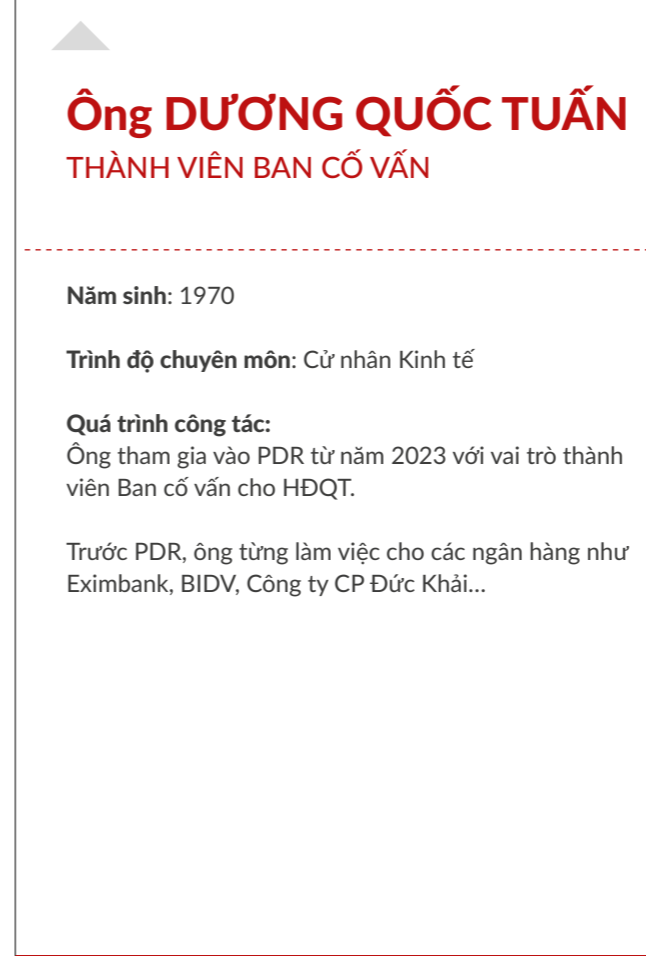 Ông DƯƠNG QUỐC TUẤN
THÀNH VIÊN BAN CỐ VẤN
Năm sinh: 1970
Trình độ chuyên môn: Cử nhân Kinh tế
Quá trình công tác:
Ông tham gia vào PDR từ năm 2023 với vai trò thành
viên Ban cố vấn cho HĐQT.
Trước PDR, ông từng làm việc cho các ngân hàng như
Eximbank, BIDV, Công ty CP Đức Khải...